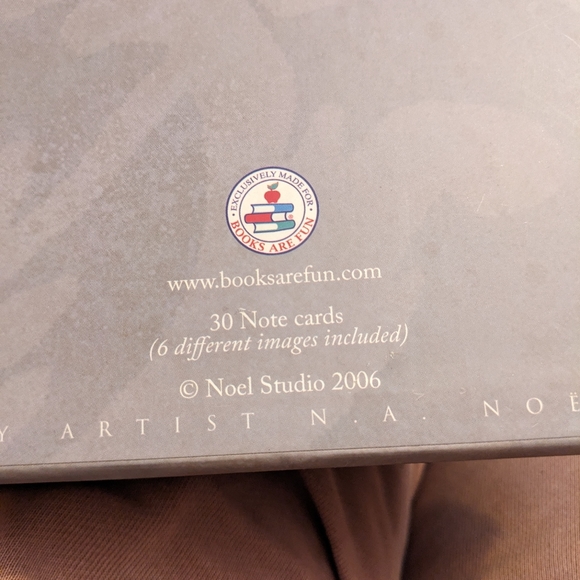 · EXCLUSIVELY MADE FOR ·
BOOKS ARE FUN
www.booksarefun.com
30 Note cards
(6 different images included)
© Noel Studio 2006
Y ARTIST N.A. NOË